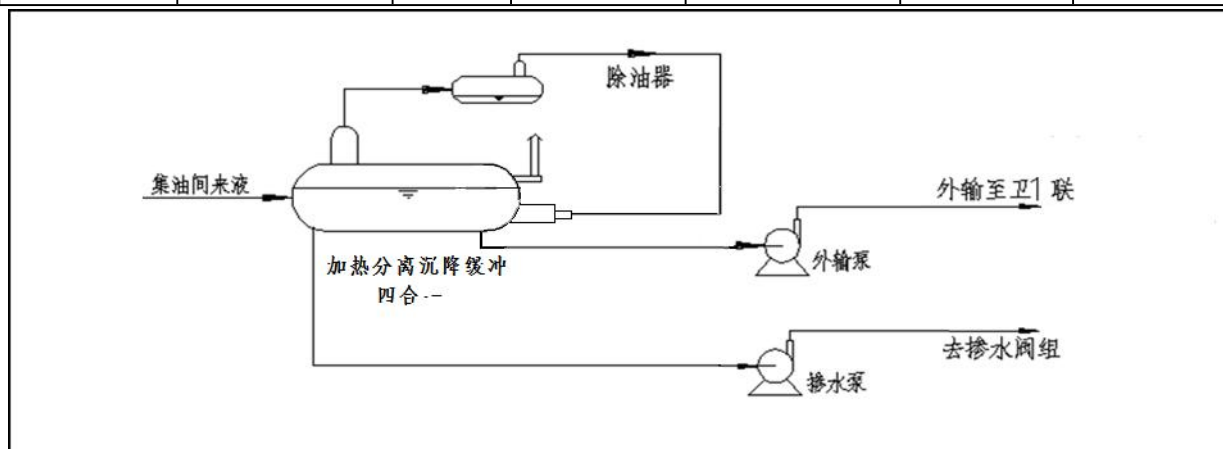 除油器
集油间来液
外输至卫1联
加热分离沉降缓冲
四合一
外输泵
去掺水阀组
掺水泵